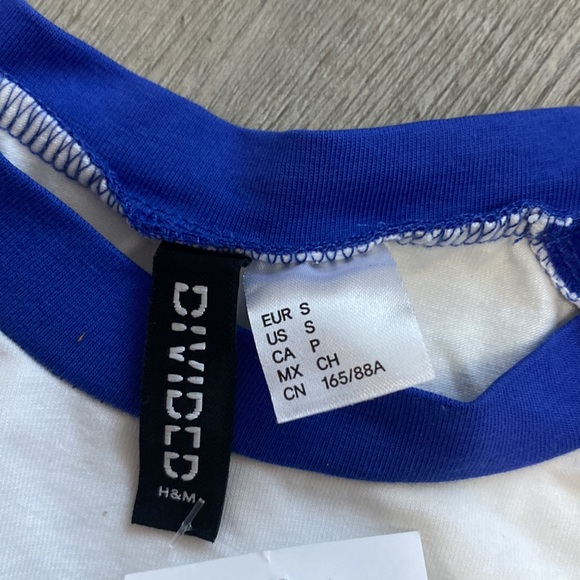 DIVIDED
H&M
EUR S
US S
CA P
MX CH
CN 165/88A